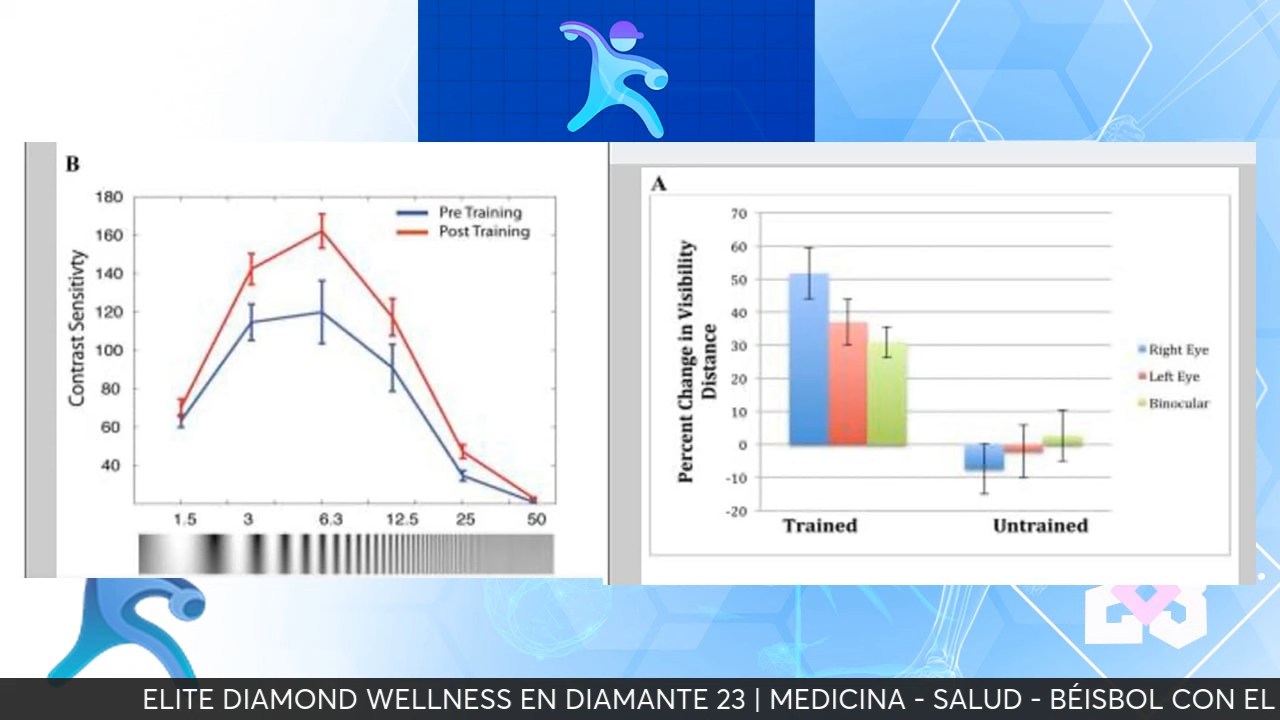 B
180
160
140
120
100
80
60
40
Contrast Sensitivty
Pre Training
Post Training
1.5 3 6.3 12.5 25 50
A
70
60
50
40
30
20
10
0
-10
-20
Percent Change in Visibility
Distance
Right Eye
Left Eye
Binocular
Trained Untrained
23
ELITE DIAMOND WELLNESS EN DIAMANTE 23 | MEDICINA - SALUD - BÉISBOL CON EL